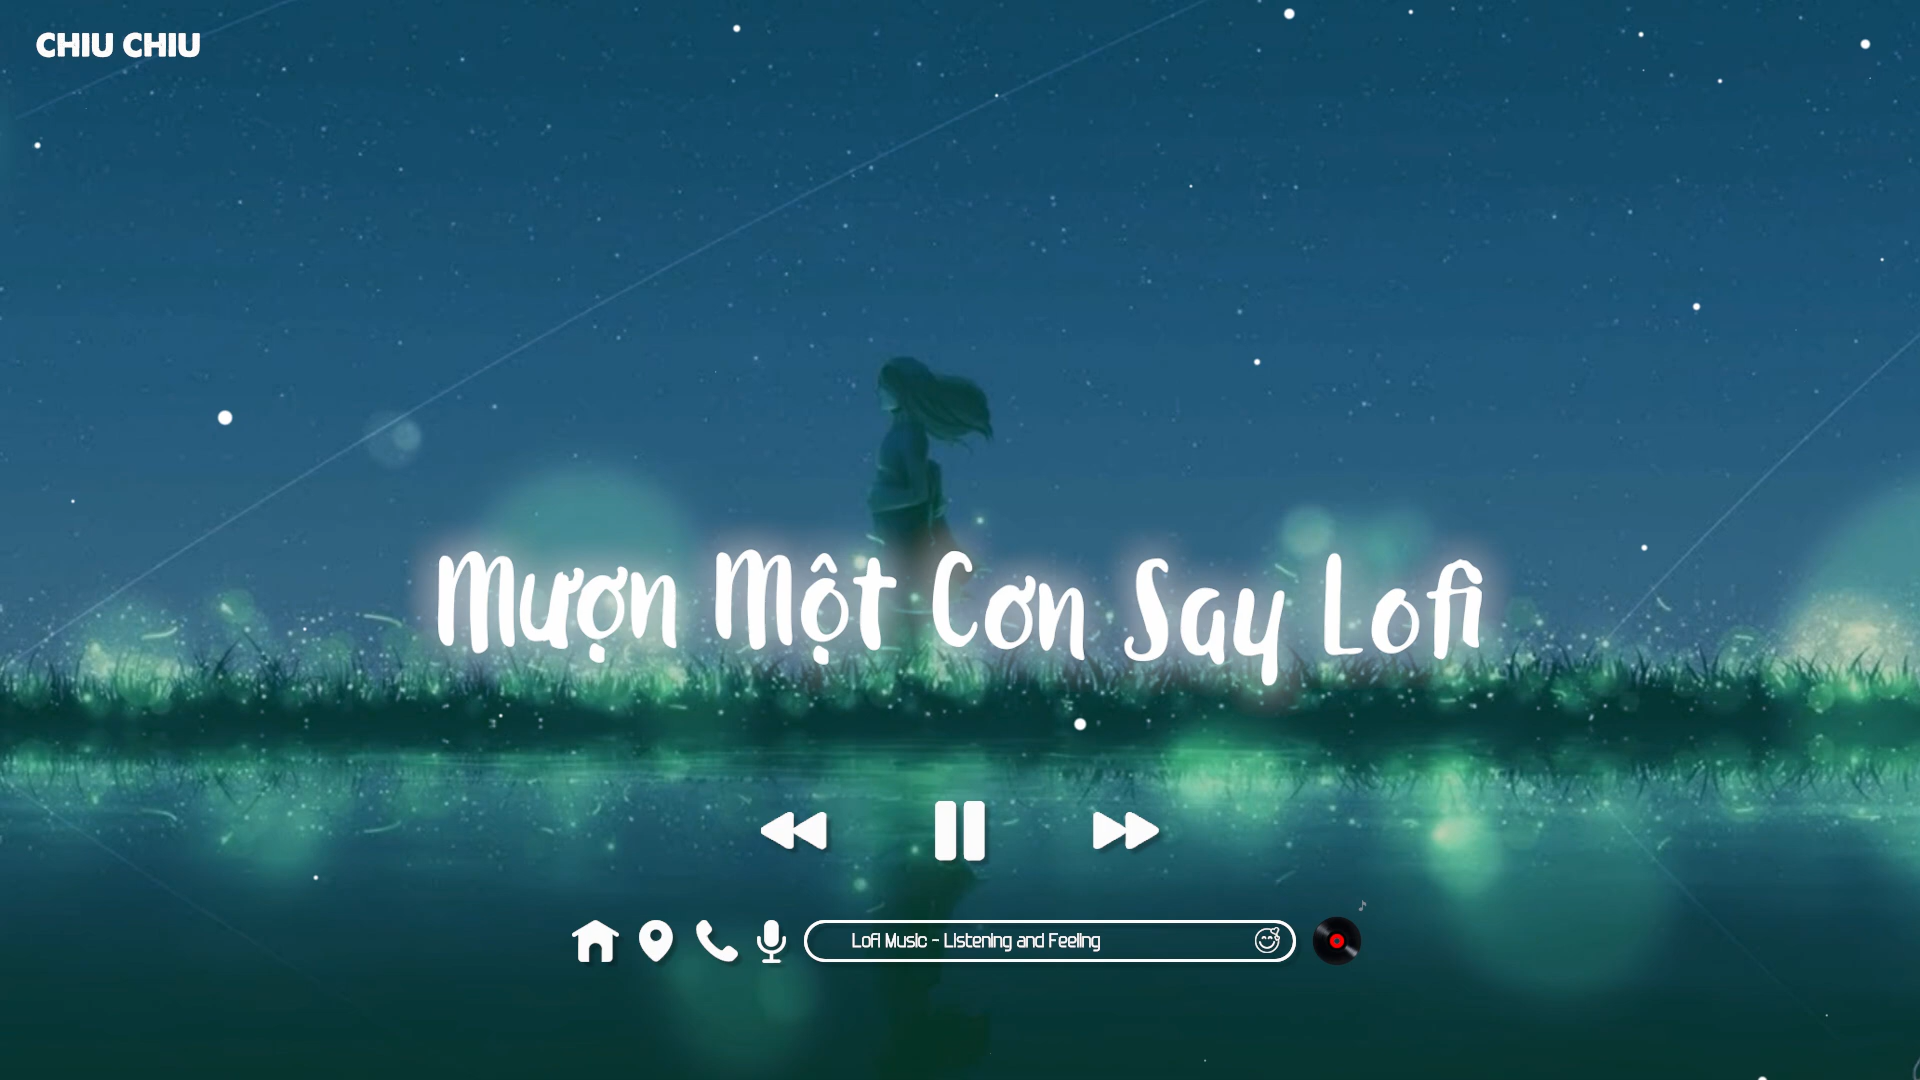 CHIU CHIU
Mượn Một Cơn Say Lofi
Lofi Music - Listening and Feeling